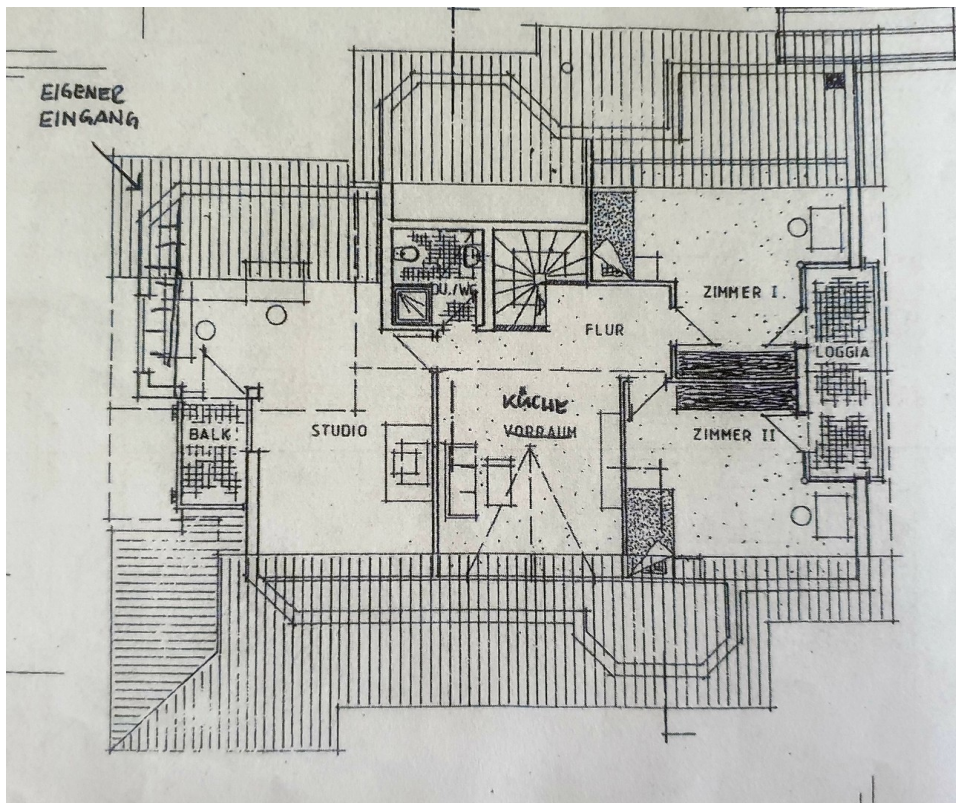 EIGENER
EINGANG
DU./WC
ZIMMER I
FLUR
LOGGIA
KÜCHE
BALK.
STUDIO
VORRAUM
ZIMMER II